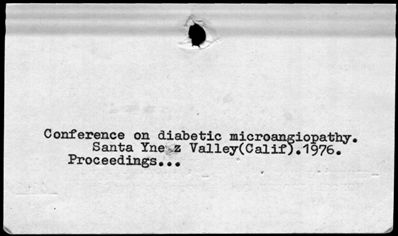 Conference on diabetic microangiopathy.
Santa Ynez Valley(Calif).1976.
Proceedings...